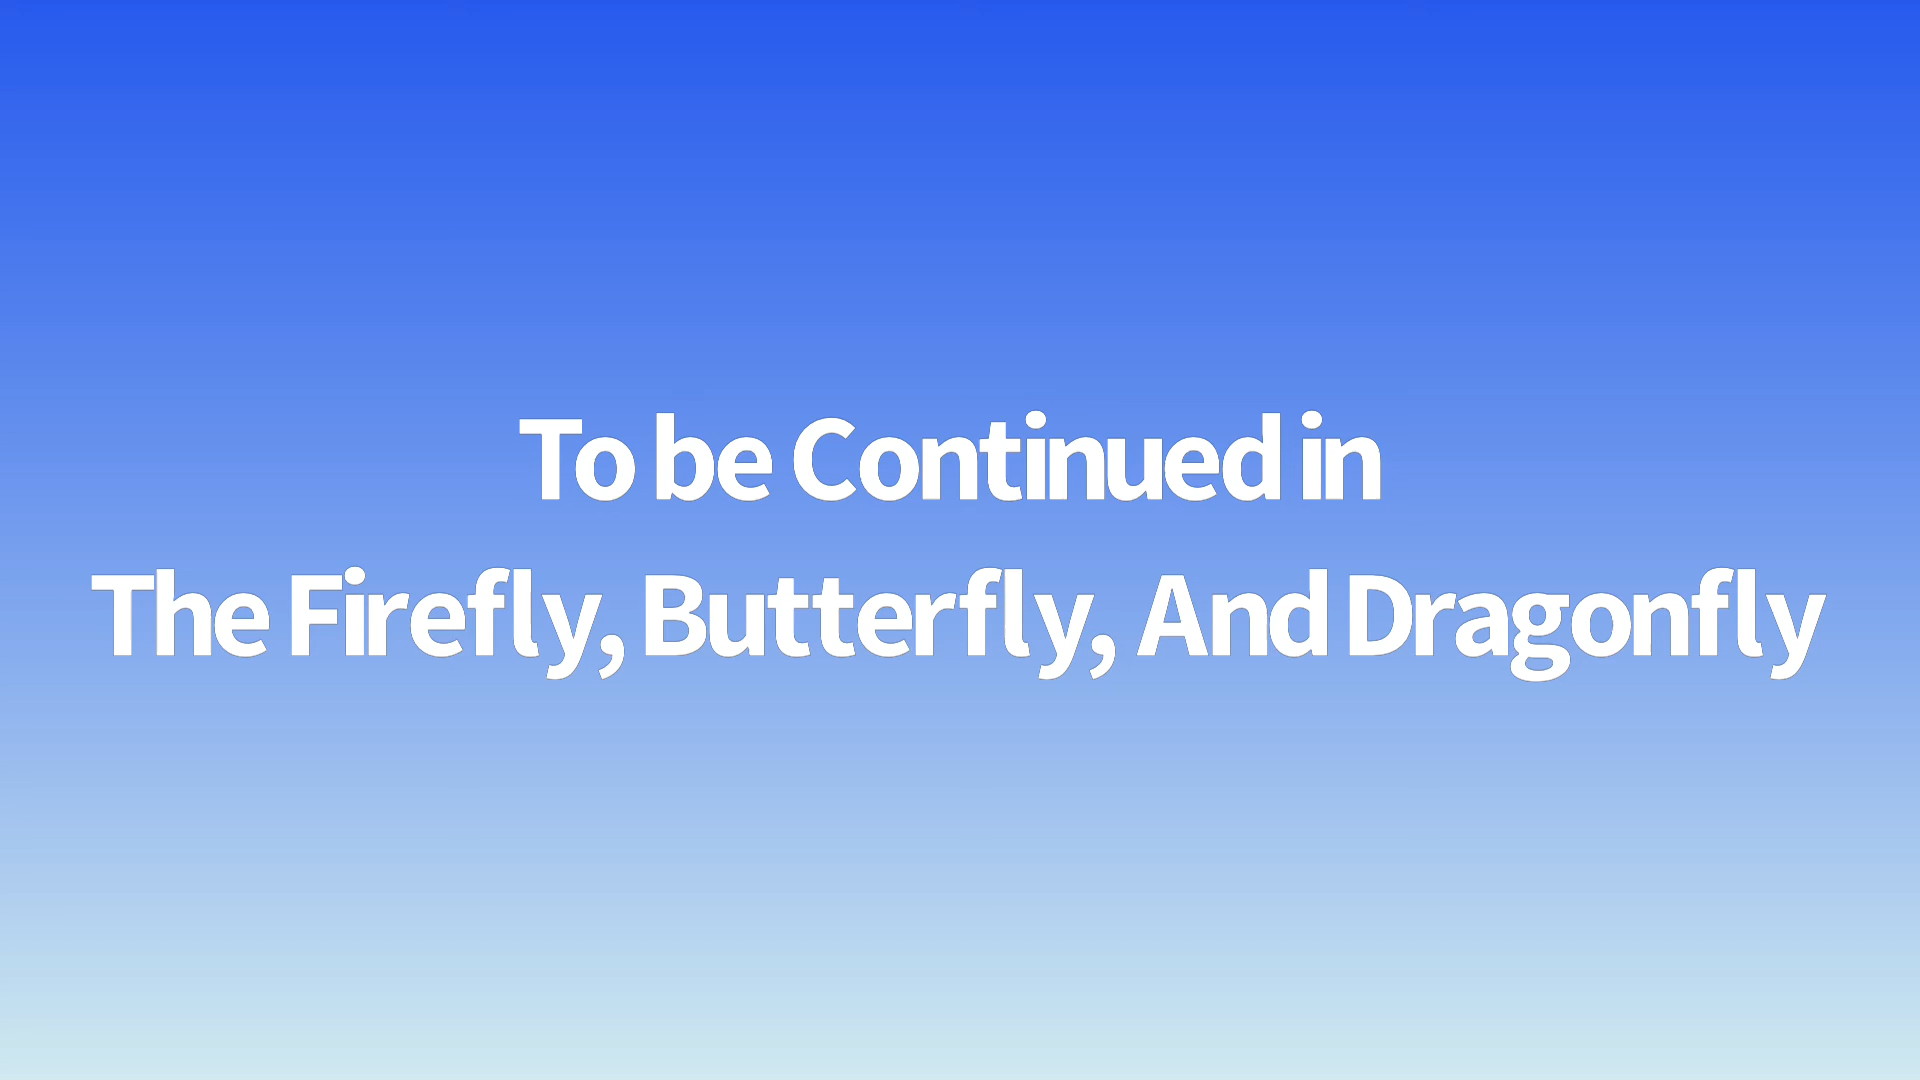 To be Continued in
The Firefly, Butterfly, And Dragonfly